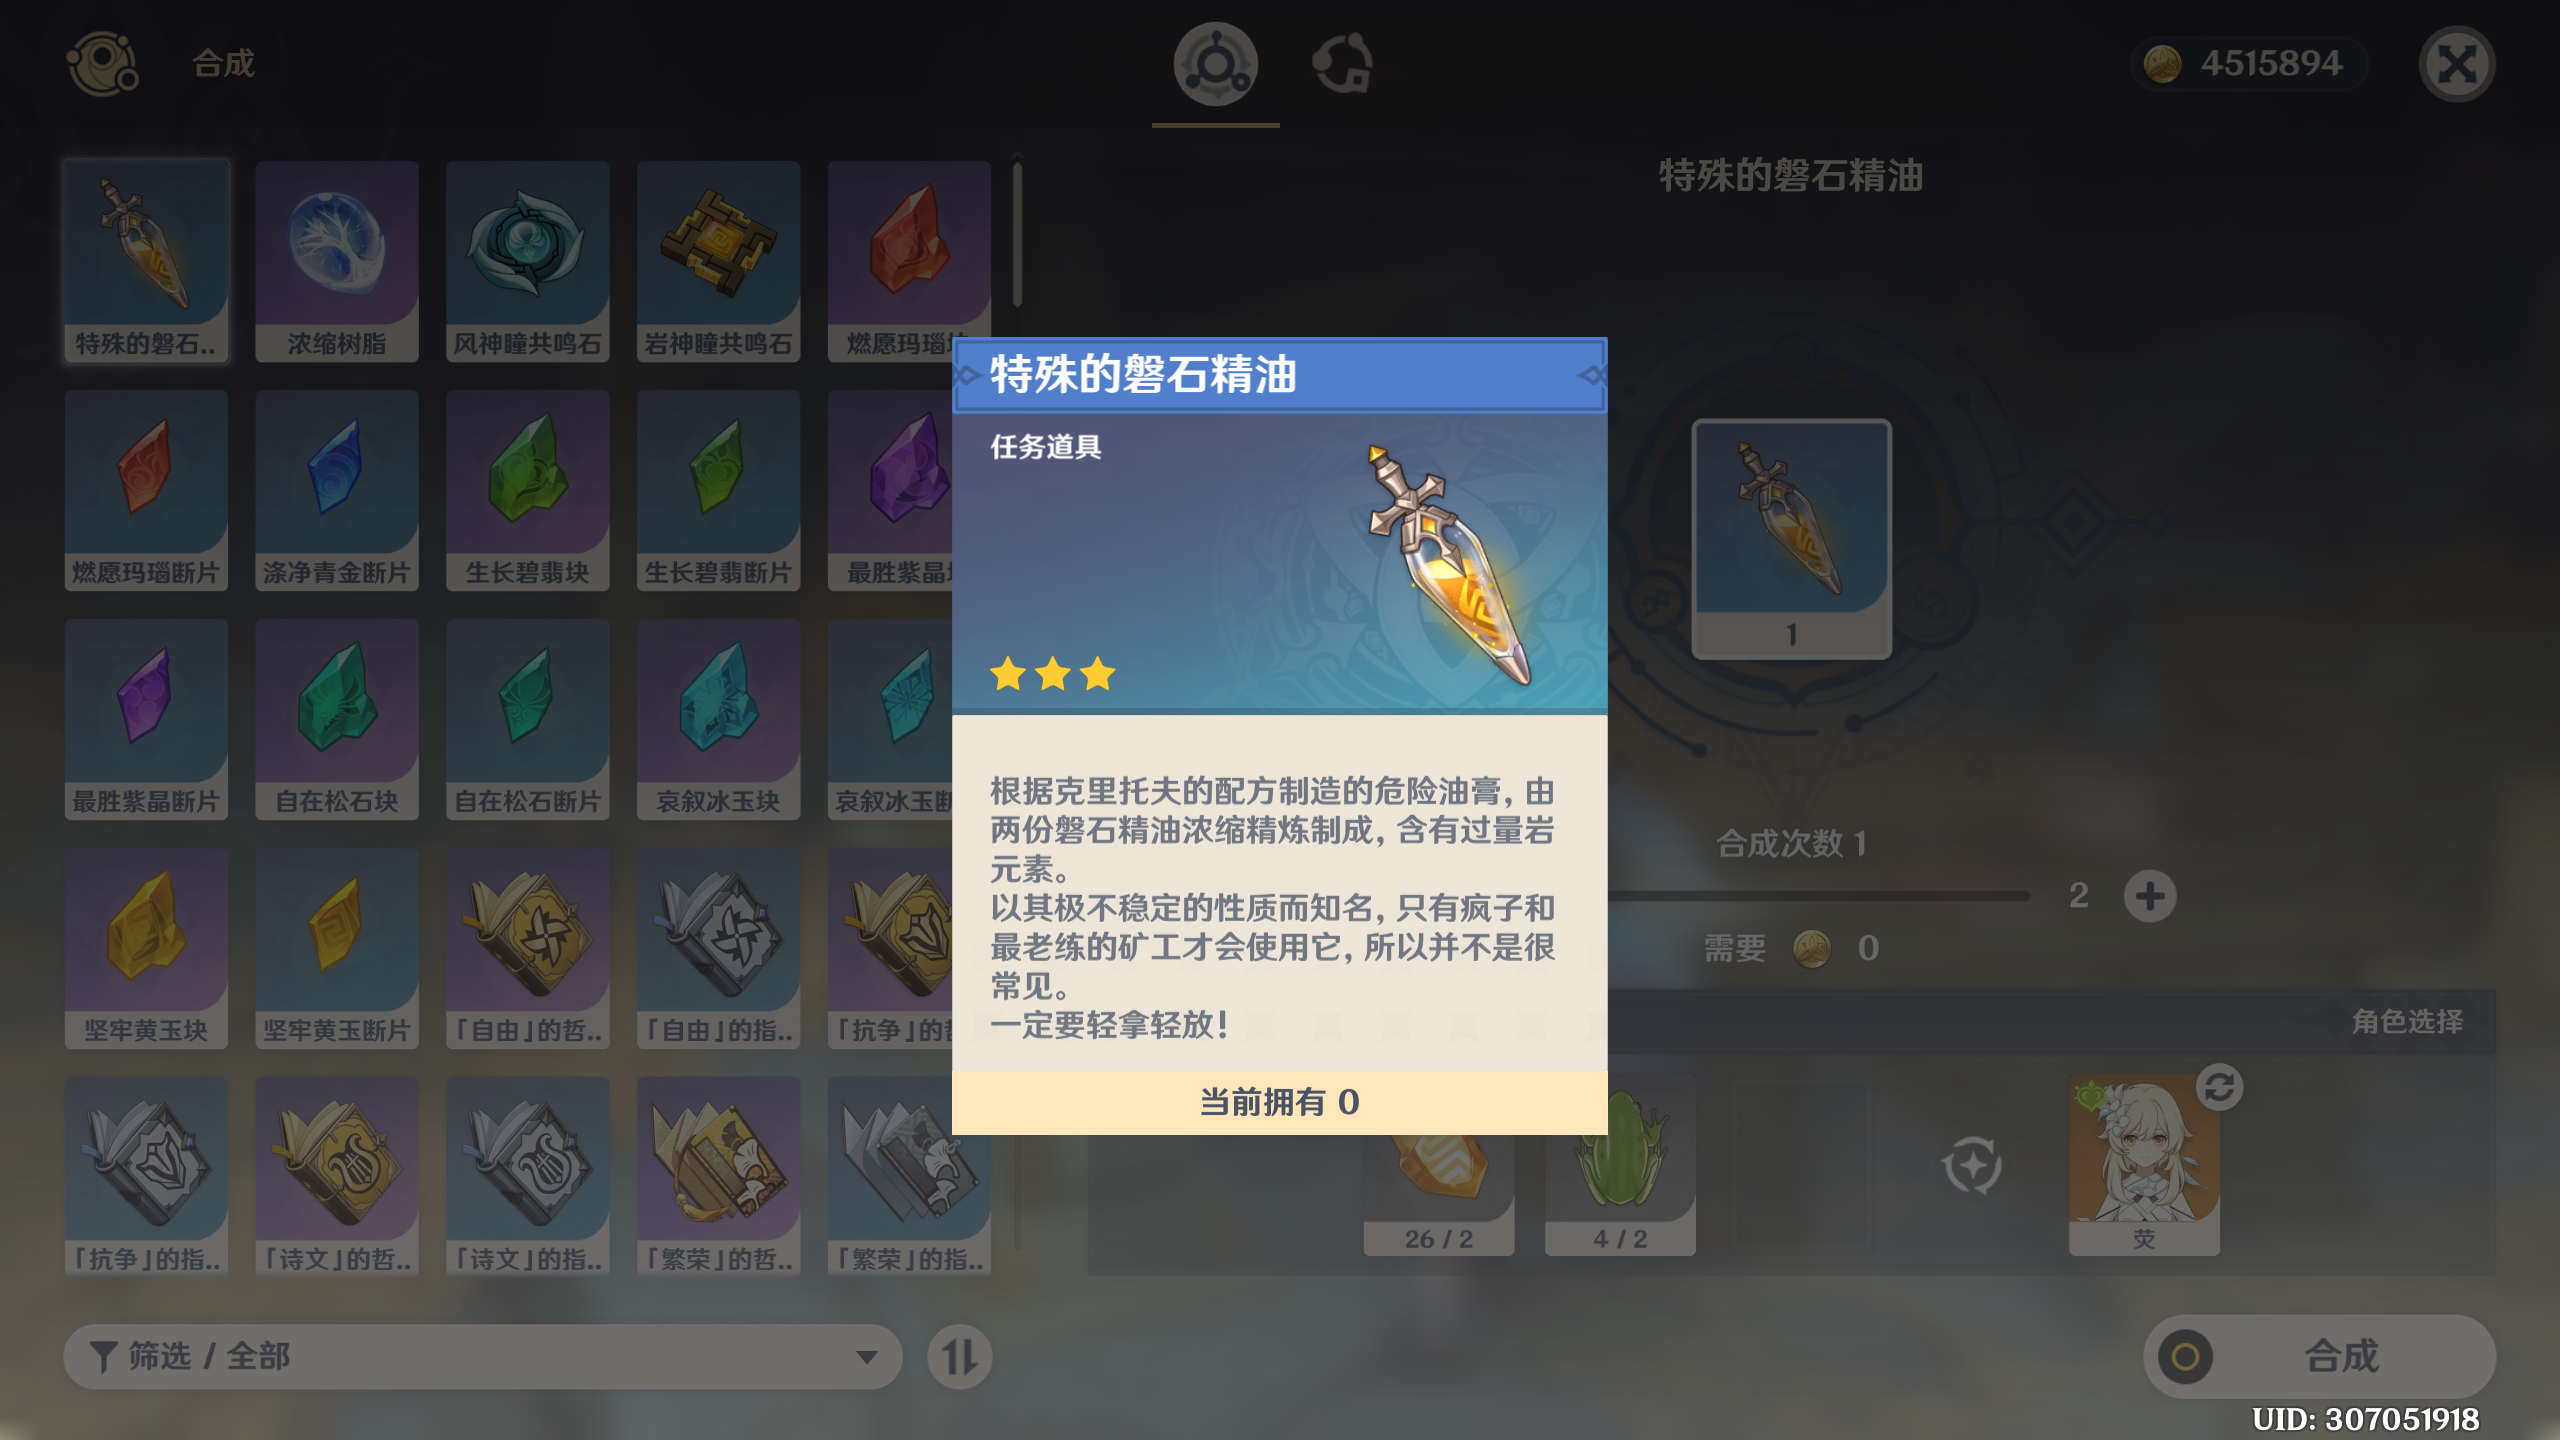 合成
4515894
特殊的磐石精油
特殊的磐石..
浓缩树脂
风神瞳共鸣石
岩神瞳共鸣石
燃愿玛瑙
燃愿玛瑙断片
涤净青金断片
生长碧翡块
生长碧翡断片
最胜紫晶
最胜紫晶断片
自在松石块
自在松石断片
哀叙冰玉块
哀叙冰玉断
坚牢黄玉块
坚牢黄玉断片
「自由」的哲..
「自由」的指..
「抗争」的
「抗争」的指..
「诗文」的哲..
「诗文」的指..
「繁荣」的哲..
「繁荣」的指..
筛选 / 全部
特殊的磐石精油
任务道具
根据克里托夫的配方制造的危险油膏,由
两份磐石精油浓缩精炼制成,含有过量岩
元素。
以其极不稳定的性质而知名,只有疯子和
最老练的矿工才会使用它,所以并不是很
常见。
一定要轻拿轻放!
当前拥有 0
1
合成次数 1
2
需要 0
角色选择
26 / 2
4 / 2
荧
合成
UID: 307051918